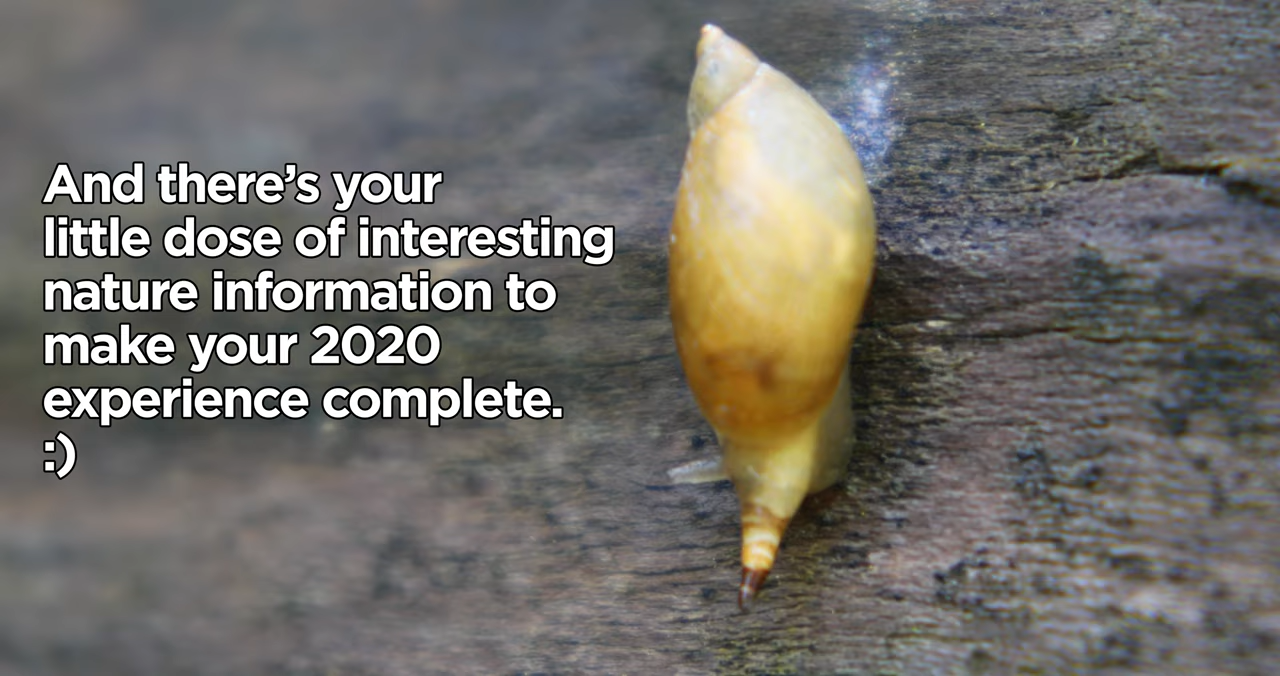 And there’s your
little dose of interesting
nature information to
make your 2020
experience complete.
:)